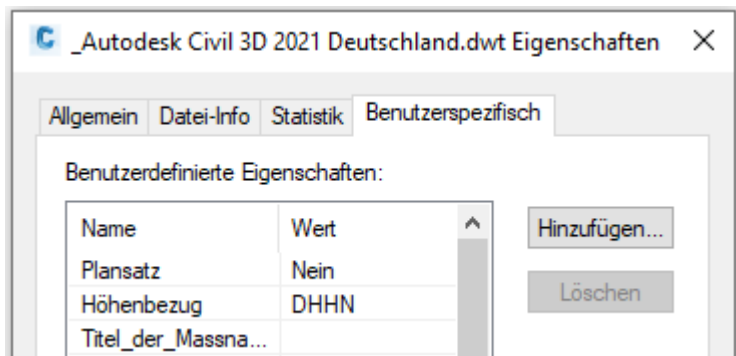 _Autodesk Civil 3D 2021 Deutschland.dwt Eigenschaften
Allgemein Datei-Info Statistik Benutzerspezifisch
Benutzerdefinierte Eigenschaften:
Name Wert Hinzufügen...
Plansatz Nein
Höhenbezug DHHN Löschen
Titel_der_Massna...